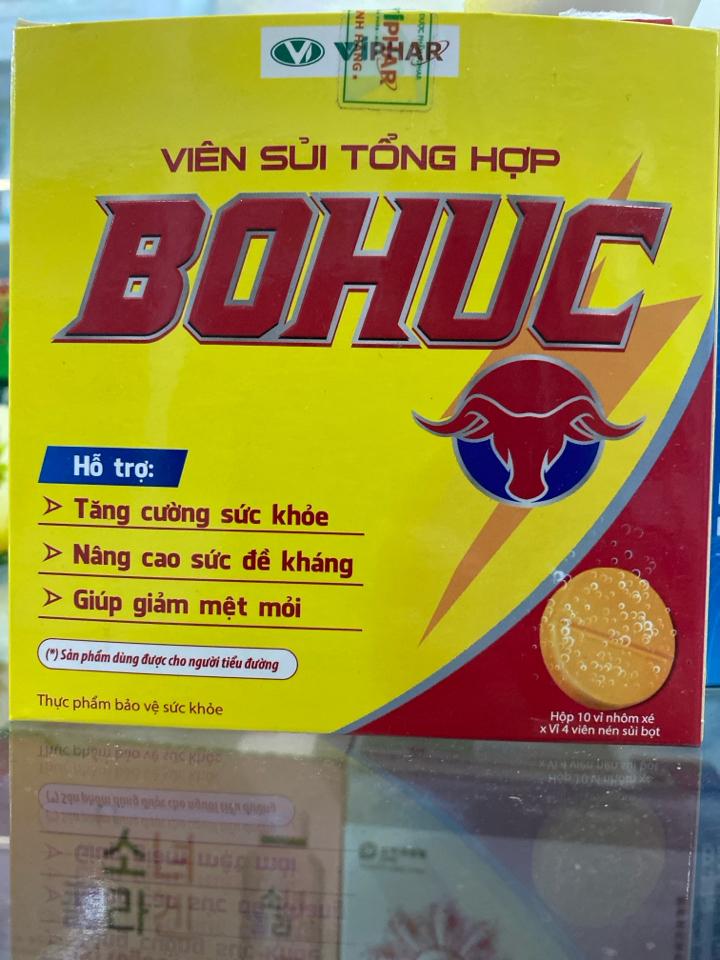 VIPHAR
VIÊN SỦI TỔNG HỢP
BOHUC
Hỗ trợ:
Tăng cường sức khỏe
Nâng cao sức đề kháng
Giúp giảm mệt mỏi
(*) Sản phẩm dùng được cho người tiểu đường
Thực phẩm bảo vệ sức khỏe
Hộp 10 vỉ nhôm xé
x Vỉ 4 viên nén sủi bọt